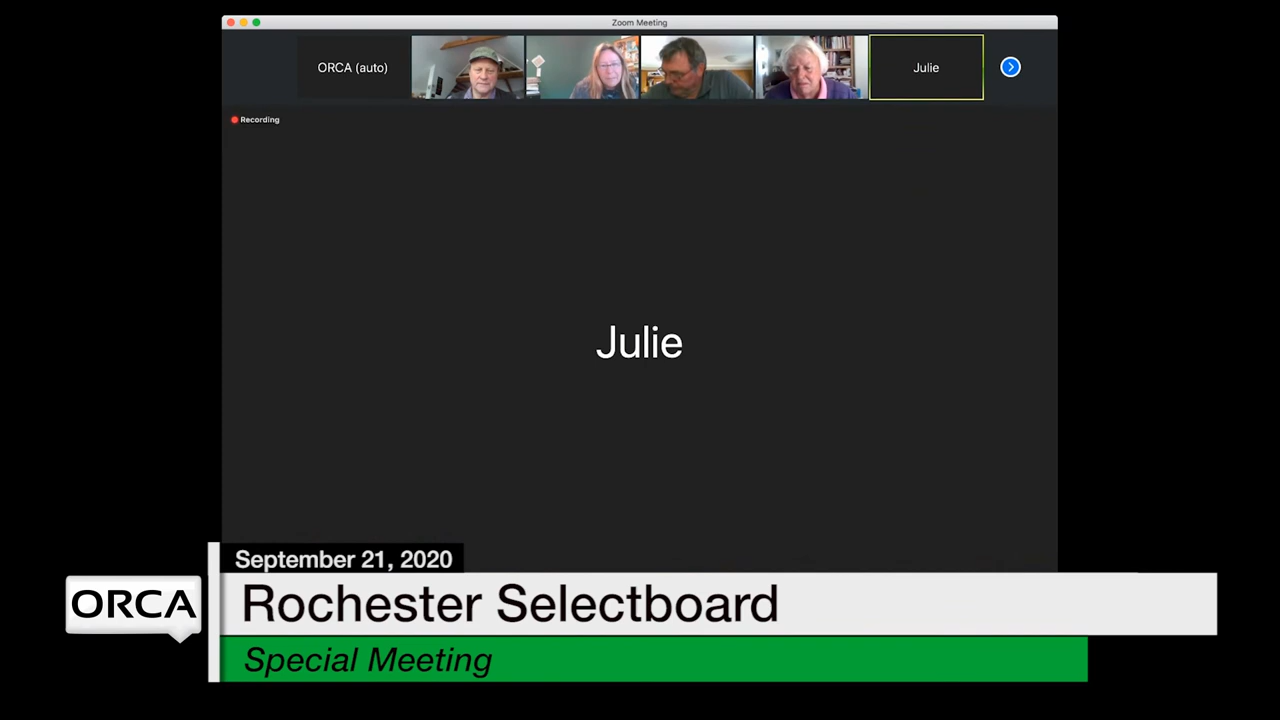 Zoom Meeting
ORCA (auto)
Julie
Recording
Julie
September 21, 2020
ORCA
Rochester Selectboard
Special Meeting